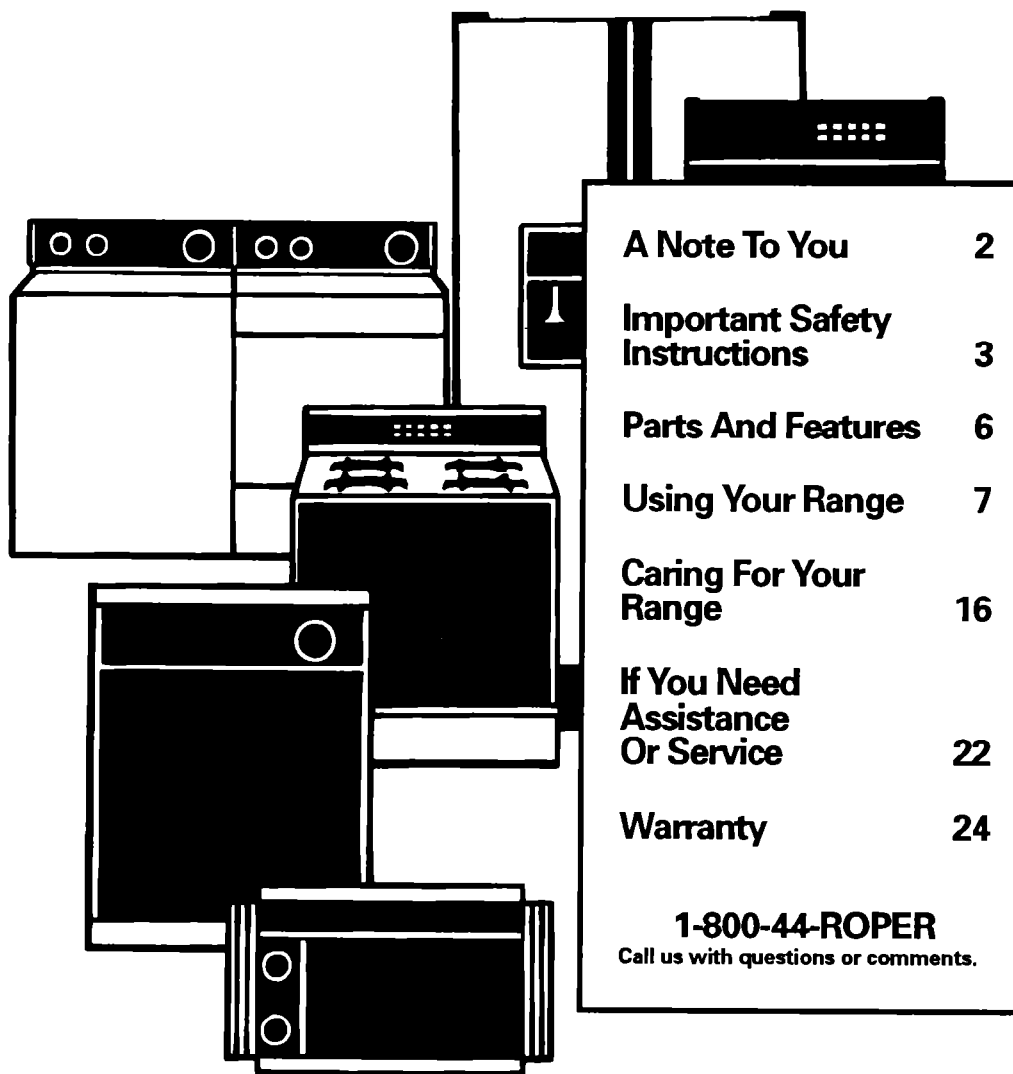 A Note To You 2
Important Safety
Instructions 3
Parts And Features 6
Using Your Range 7
Caring For Your
Range 16
If You Need
Assistance
Or Service 22
Warranty 24
1-800-44-ROPER
Call us with questions or comments.